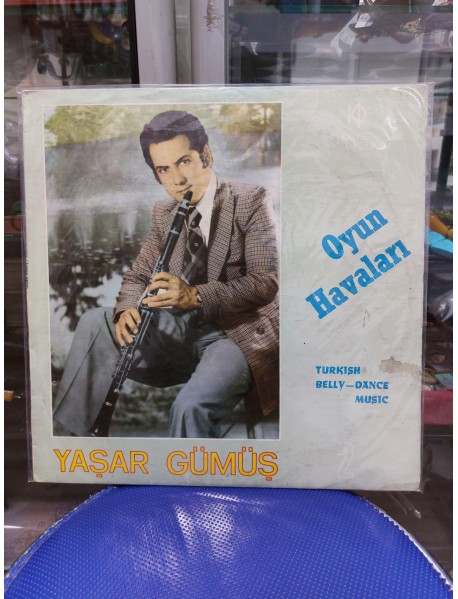 Oyun
Havaları
TURKISH
BELLY-DANCE
MUSIC
YAŞAR GÜMÜŞ